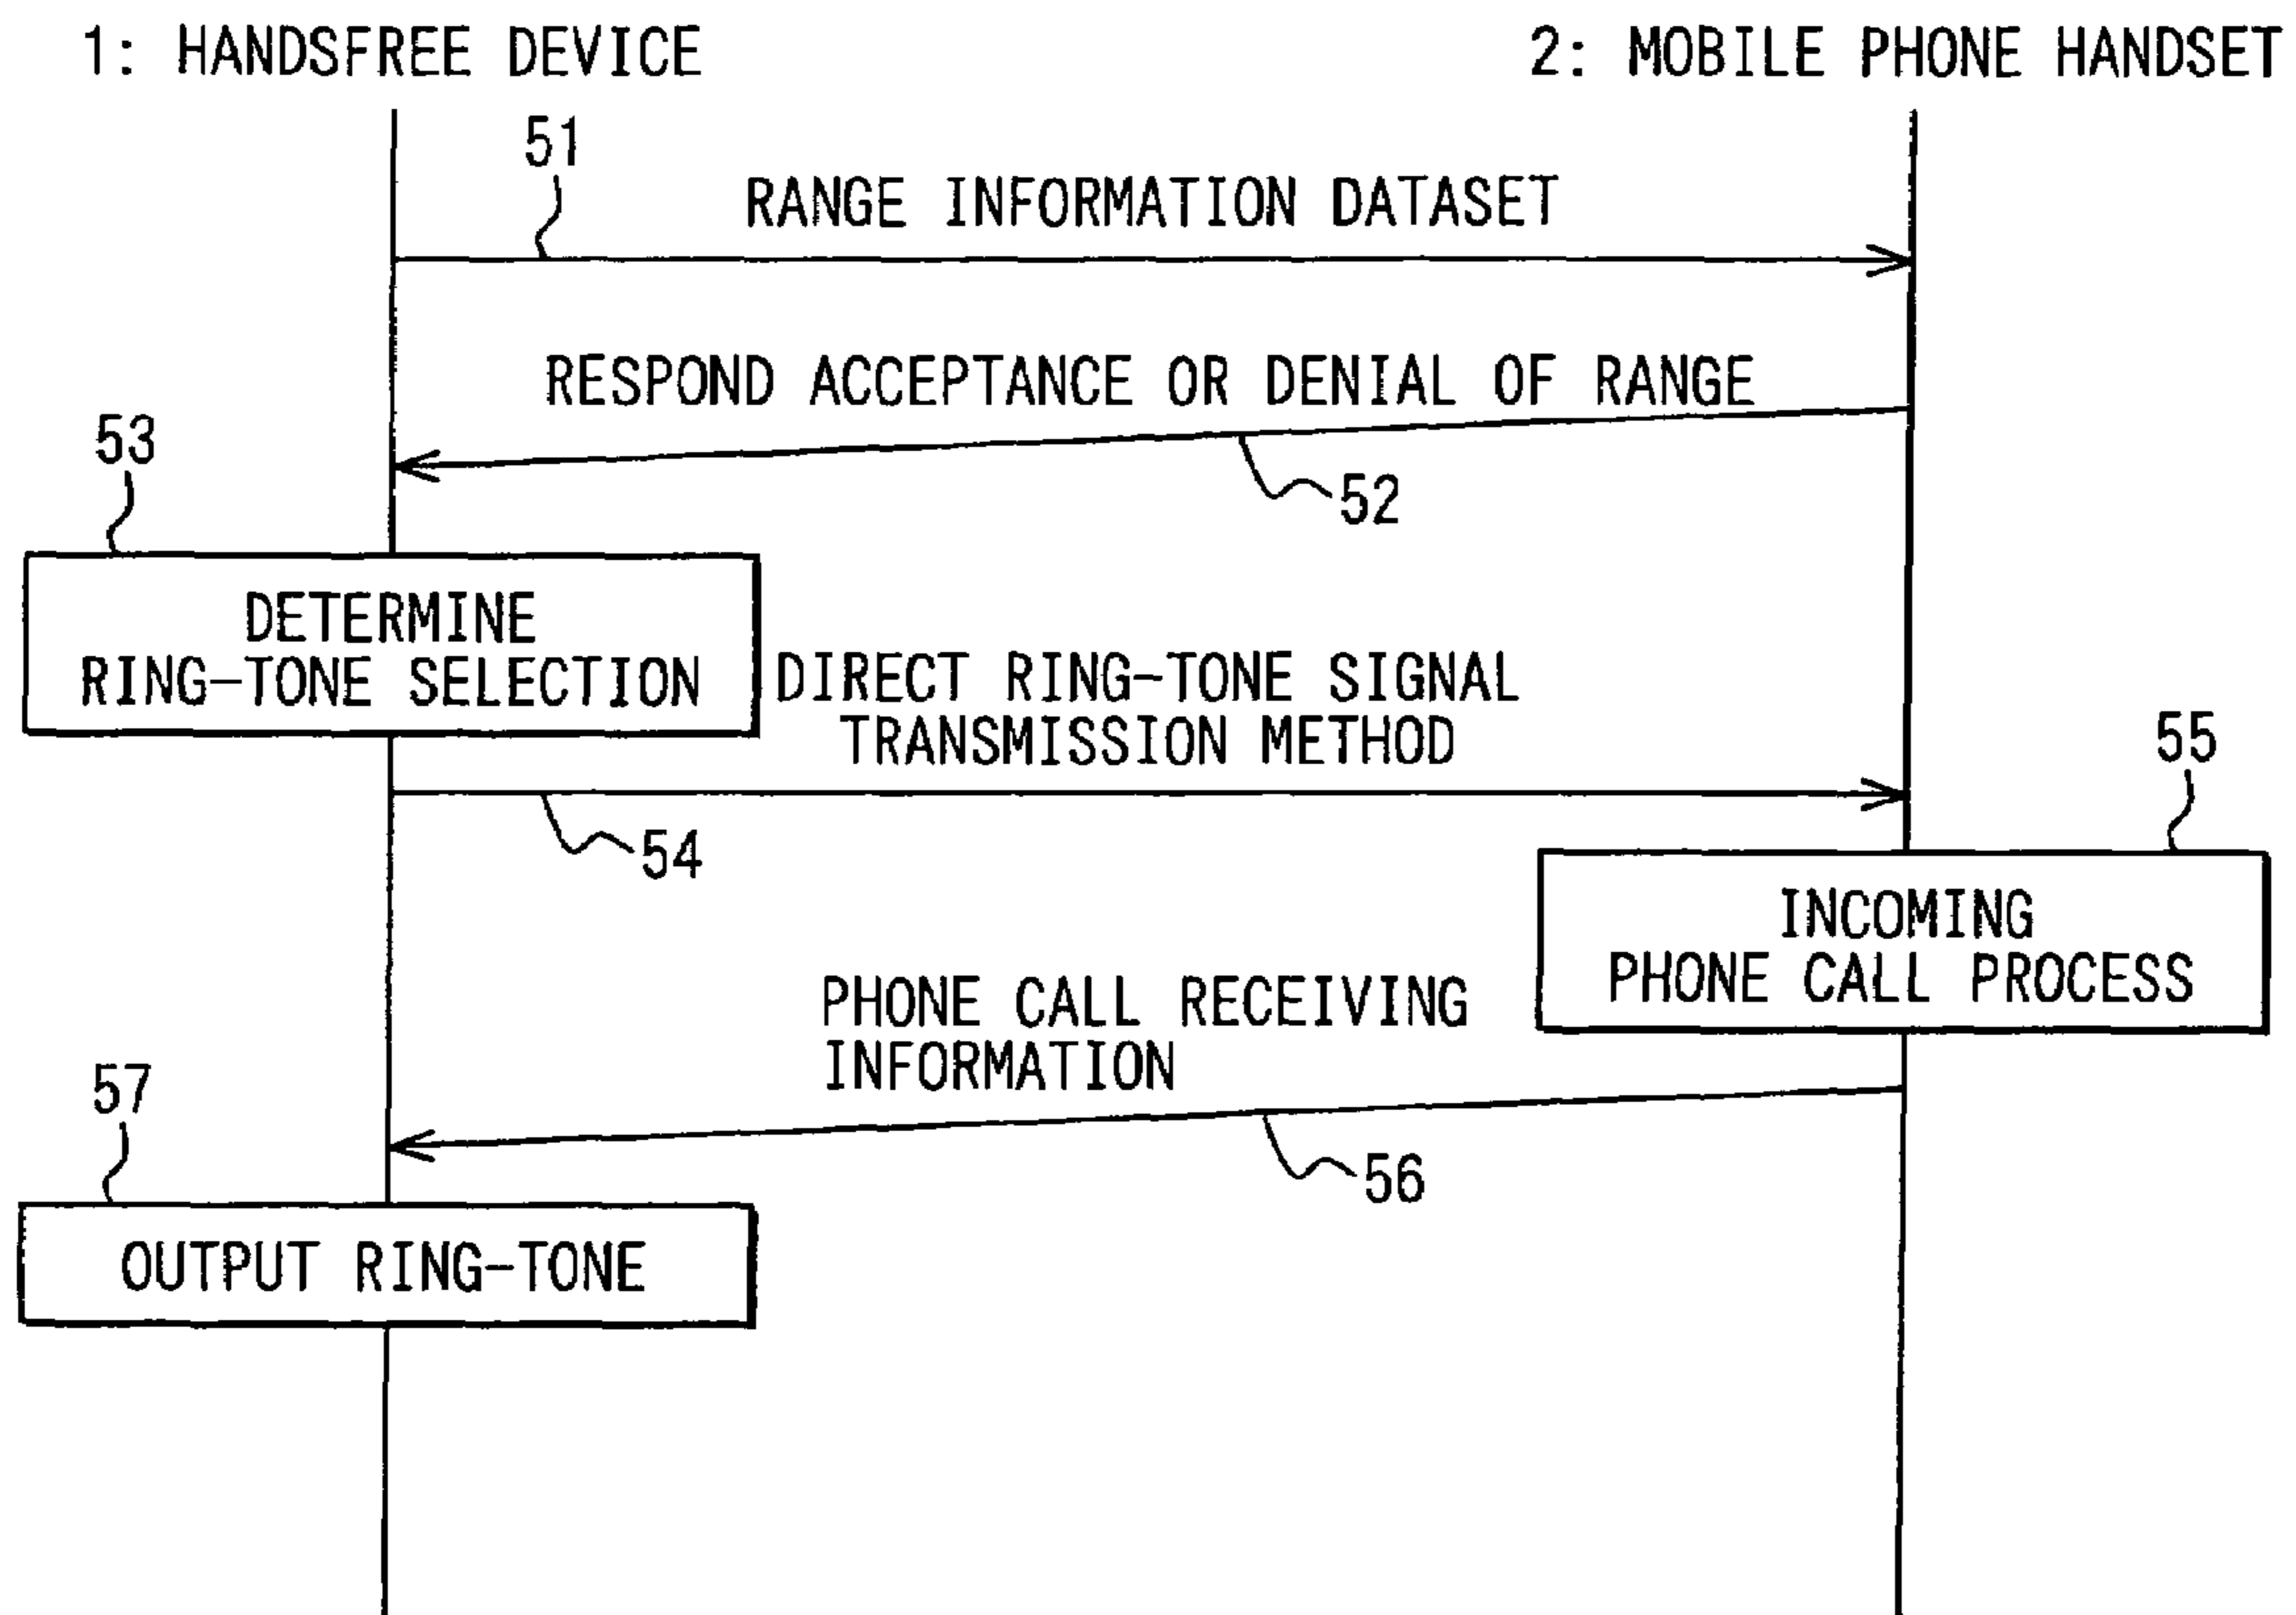 1: HANDSFREE DEVICE
2: MOBILE PHONE HANDSET
51
RANGE INFORMATION DATASET
RESPOND ACCEPTANCE OR DENIAL OF RANGE
53
52
DETERMINE
RING-TONE SELECTION
DIRECT RING-TONE SIGNAL
TRANSMISSION METHOD
55
54
INCOMING
PHONE CALL PROCESS
PHONE CALL RECEIVING
INFORMATION
57
56
OUTPUT RING-TONE